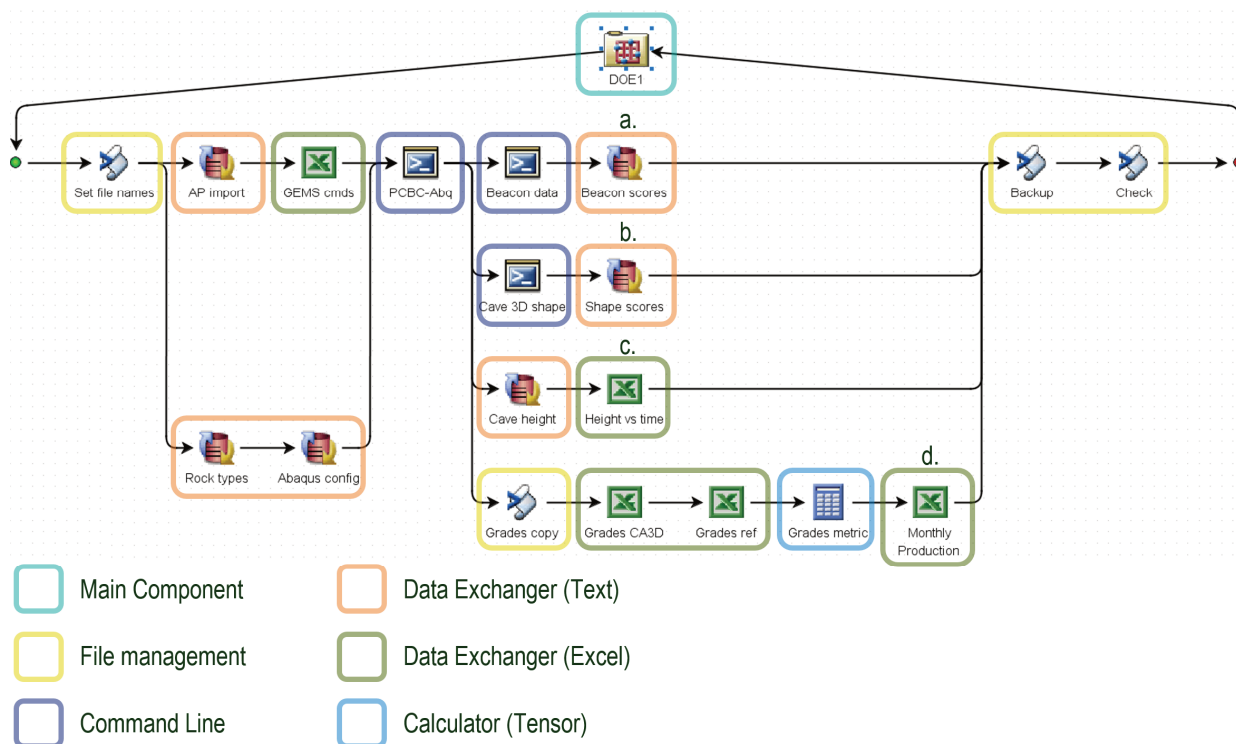 DOE1
a.
Set file names
AP import
GEMS cmds
PCBC-Abq
Beacon data
Beacon scores
Backup
Check
b.
Cave 3D shape
Shape scores
c.
Cave height
Height vs time
Rock types
Abaqus config
d.
Grades copy
Grades CA3D
Grades ref
Grades metric
Monthly
Production
Main Component
Data Exchanger (Text)
File management
Data Exchanger (Excel)
Command Line
Calculator (Tensor)